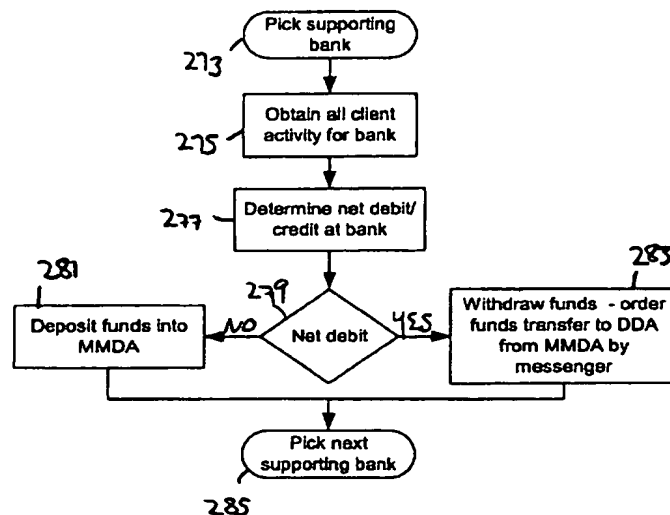 Pick supporting
bank
273
Obtain all client
activity for bank
275
Determine net debit/
credit at bank
277
279
Net debit
NO
YES
281
Deposit funds into
MMDA
283
Withdraw funds - order
funds transfer to DDA
from MMDA by
messenger
Pick next
supporting bank
285